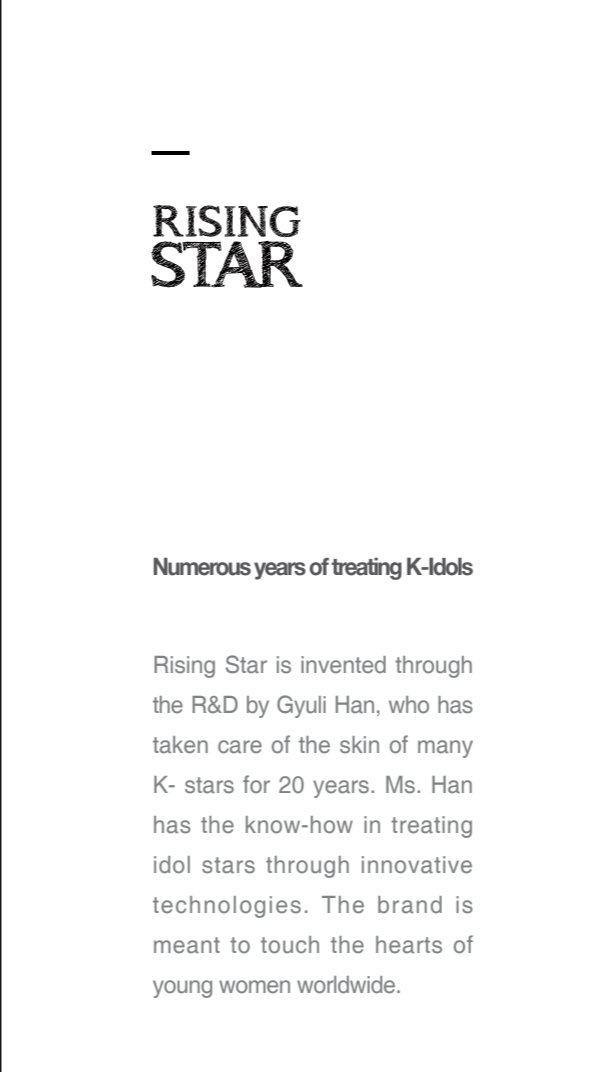 RISING
STAR
Numerous years of treating K-Idols
Rising Star is invented through
the R&D by Gyuli Han, who has
taken care of the skin of many
K- stars for 20 years. Ms. Han
has the know-how in treating
idol stars through innovative
technologies. The brand is
meant to touch the hearts of
young women worldwide.